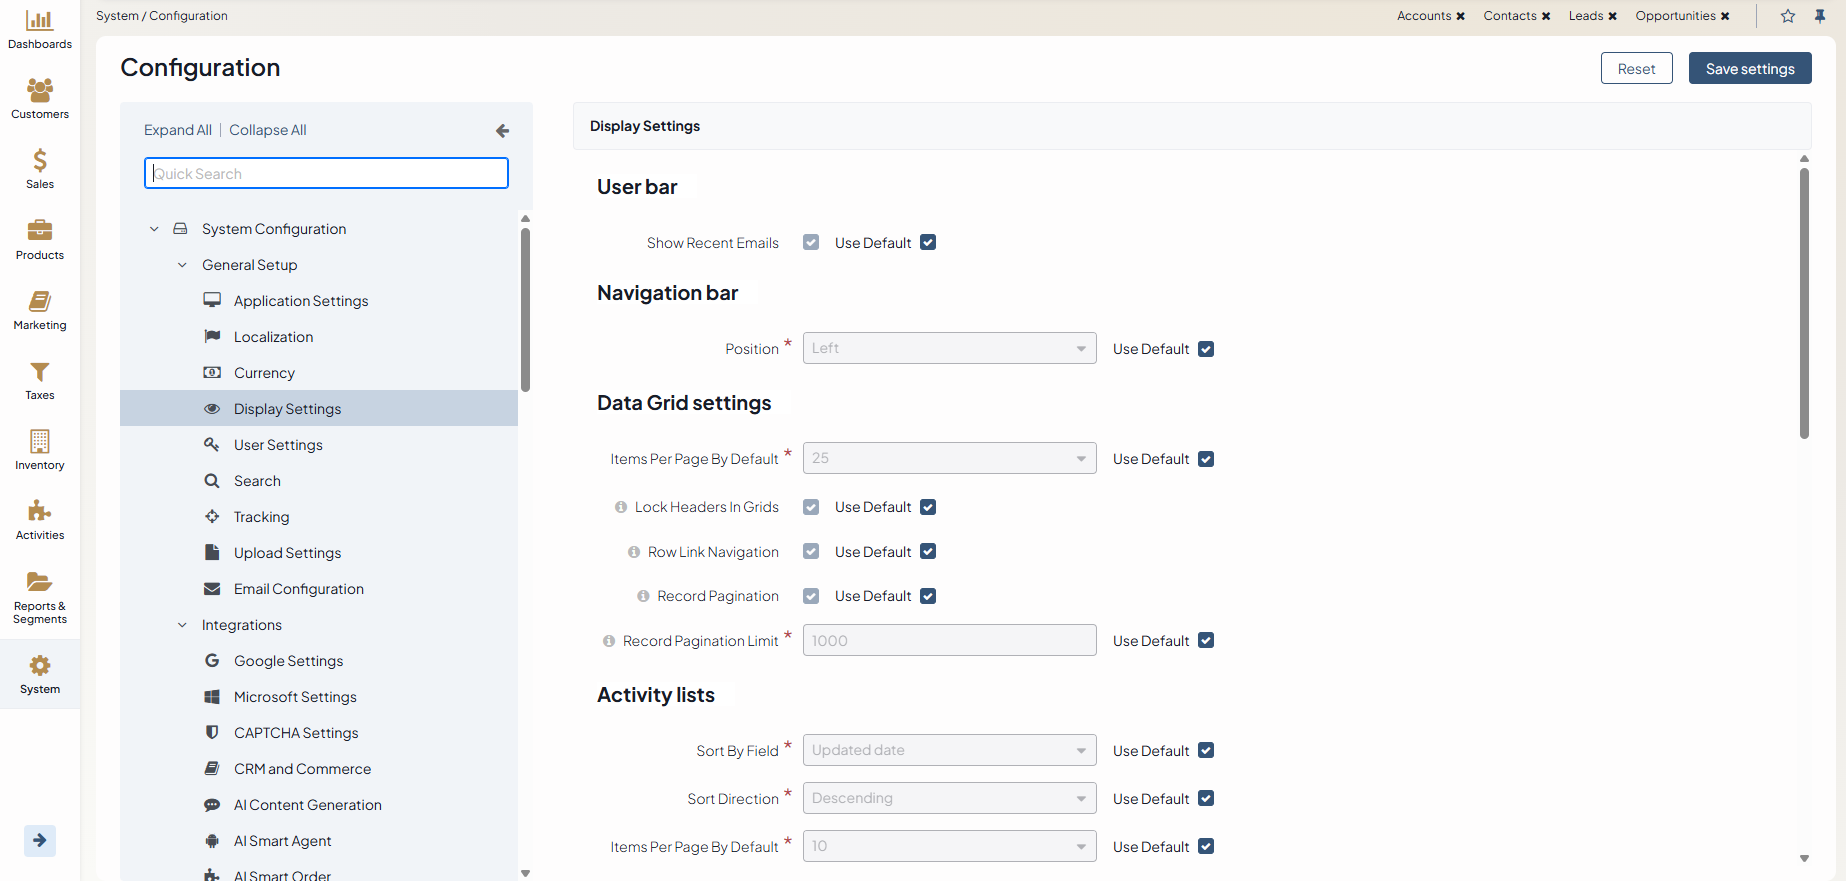 System / Configuration
Accounts ✖ Contacts ✖ Leads ✖ Opportunities ✖
Dashboards
Customers
Sales
Products
Marketing
Taxes
Inventory
Activities
Reports &
Segments
System
Configuration
Reset
Save settings
Expand All | Collapse All
Quick Search
System Configuration
General Setup
Application Settings
Localization
Currency
Display Settings
User Settings
Search
Tracking
Upload Settings
Email Configuration
Integrations
Google Settings
Microsoft Settings
CAPTCHA Settings
CRM and Commerce
AI Content Generation
AI Smart Agent
AI Smart Order
Display Settings
User bar
Show Recent Emails Use Default
Navigation bar
Position * Left Use Default
Data Grid settings
Items Per Page By Default * 25 Use Default
Lock Headers In Grids Use Default
Row Link Navigation Use Default
Record Pagination Use Default
Record Pagination Limit * 1000 Use Default
Activity lists
Sort By Field * Updated date Use Default
Sort Direction * Descending Use Default
Items Per Page By Default * 10 Use Default